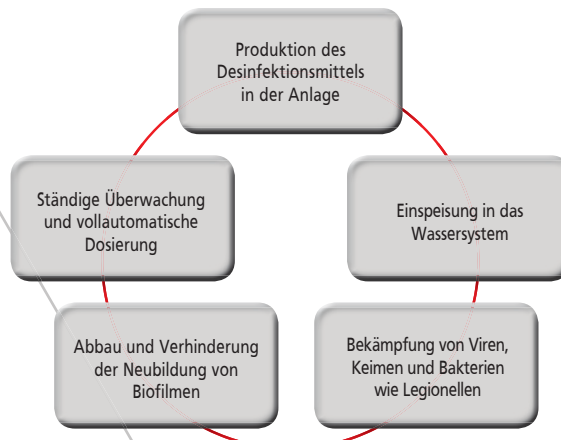 Produktion des
Desinfektionsmittels
in der Anlage
Einspeisung in das
Wassersystem
Bekämpfung von Viren,
Keimen und Bakterien
wie Legionellen
Abbau und Verhinderung
der Neubildung von
Biofilmen
Ständige Überwachung
und vollautomatische
Dosierung